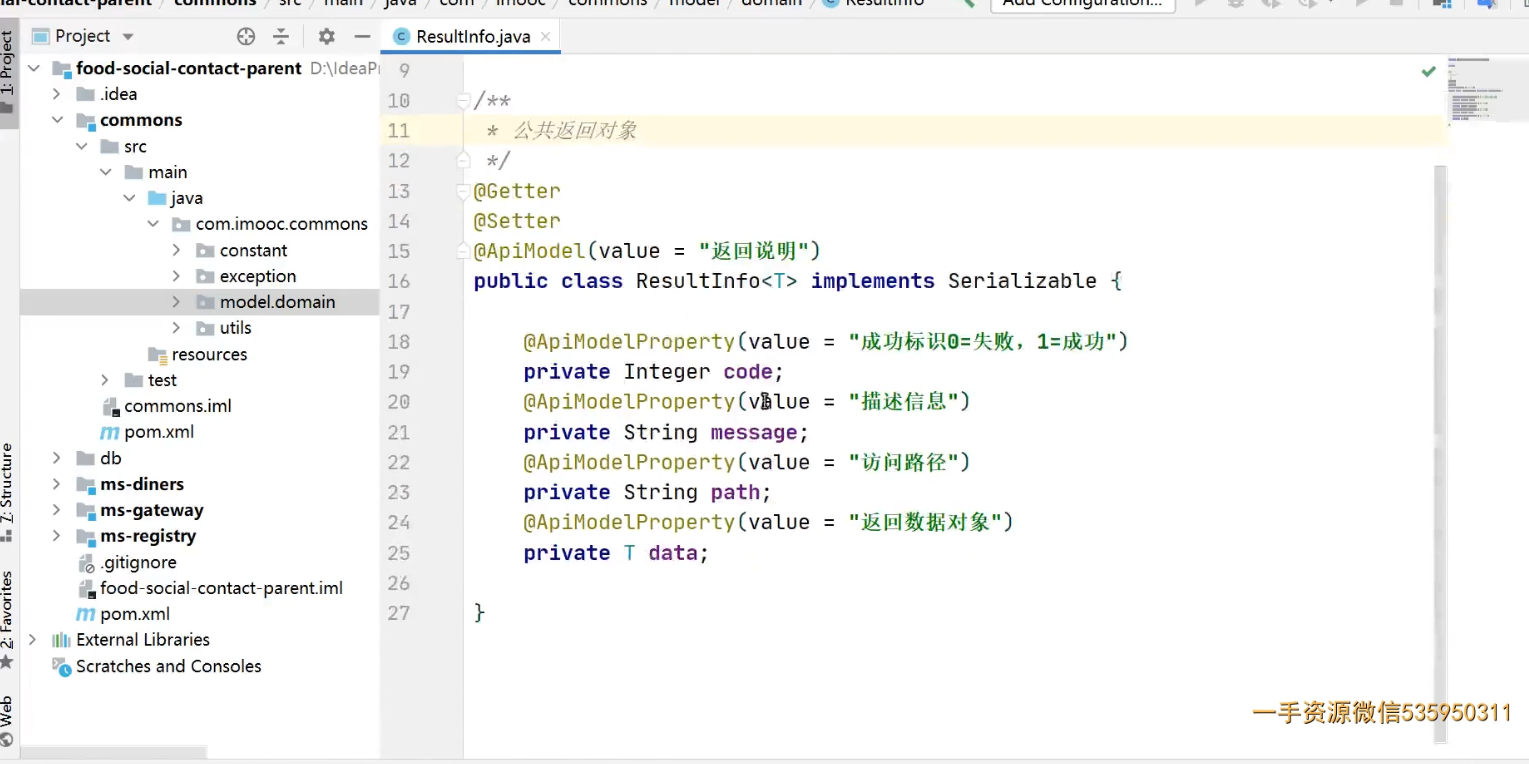 al-contact-parent / commons / src / main / java / com / imooc / commons / model / domain / ResultInfo Add Configuration...
Project
ResultInfo.java
1: Project
7: Structure
2: Favorites
Web
food-social-contact-parent D:\IdeaPr
.idea
commons
src
main
java
com.imooc.commons
constant
exception
model.domain
utils
resources
test
commons.iml
pom.xml
db
ms-diners
ms-gateway
ms-registry
.gitignore
food-social-contact-parent.iml
pom.xml
External Libraries
Scratches and Consoles
9
10 /**
11 * 公共返回对象
12 */
13 @Getter
14 @Setter
15 @ApiModel(value = "返回说明")
16 public class ResultInfo<T> implements Serializable {
17
18 @ApiModelProperty(value = "成功标识0=失败，1=成功")
19 private Integer code;
20 @ApiModelProperty(value = "描述信息")
21 private String message;
22 @ApiModelProperty(value = "访问路径")
23 private String path;
24 @ApiModelProperty(value = "返回数据对象")
25 private T data;
26
27 }
一手资源微信535950311